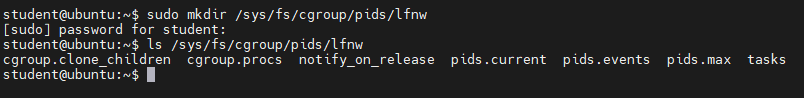 student@ubuntu:~$ sudo mkdir /sys/fs/cgroup/pids/lfnw
[sudo] password for student:
student@ubuntu:~$ ls /sys/fs/cgroup/pids/lfnw
cgroup.clone_children  cgroup.procs  notify_on_release  pids.current  pids.events  pids.max  tasks
student@ubuntu:~$